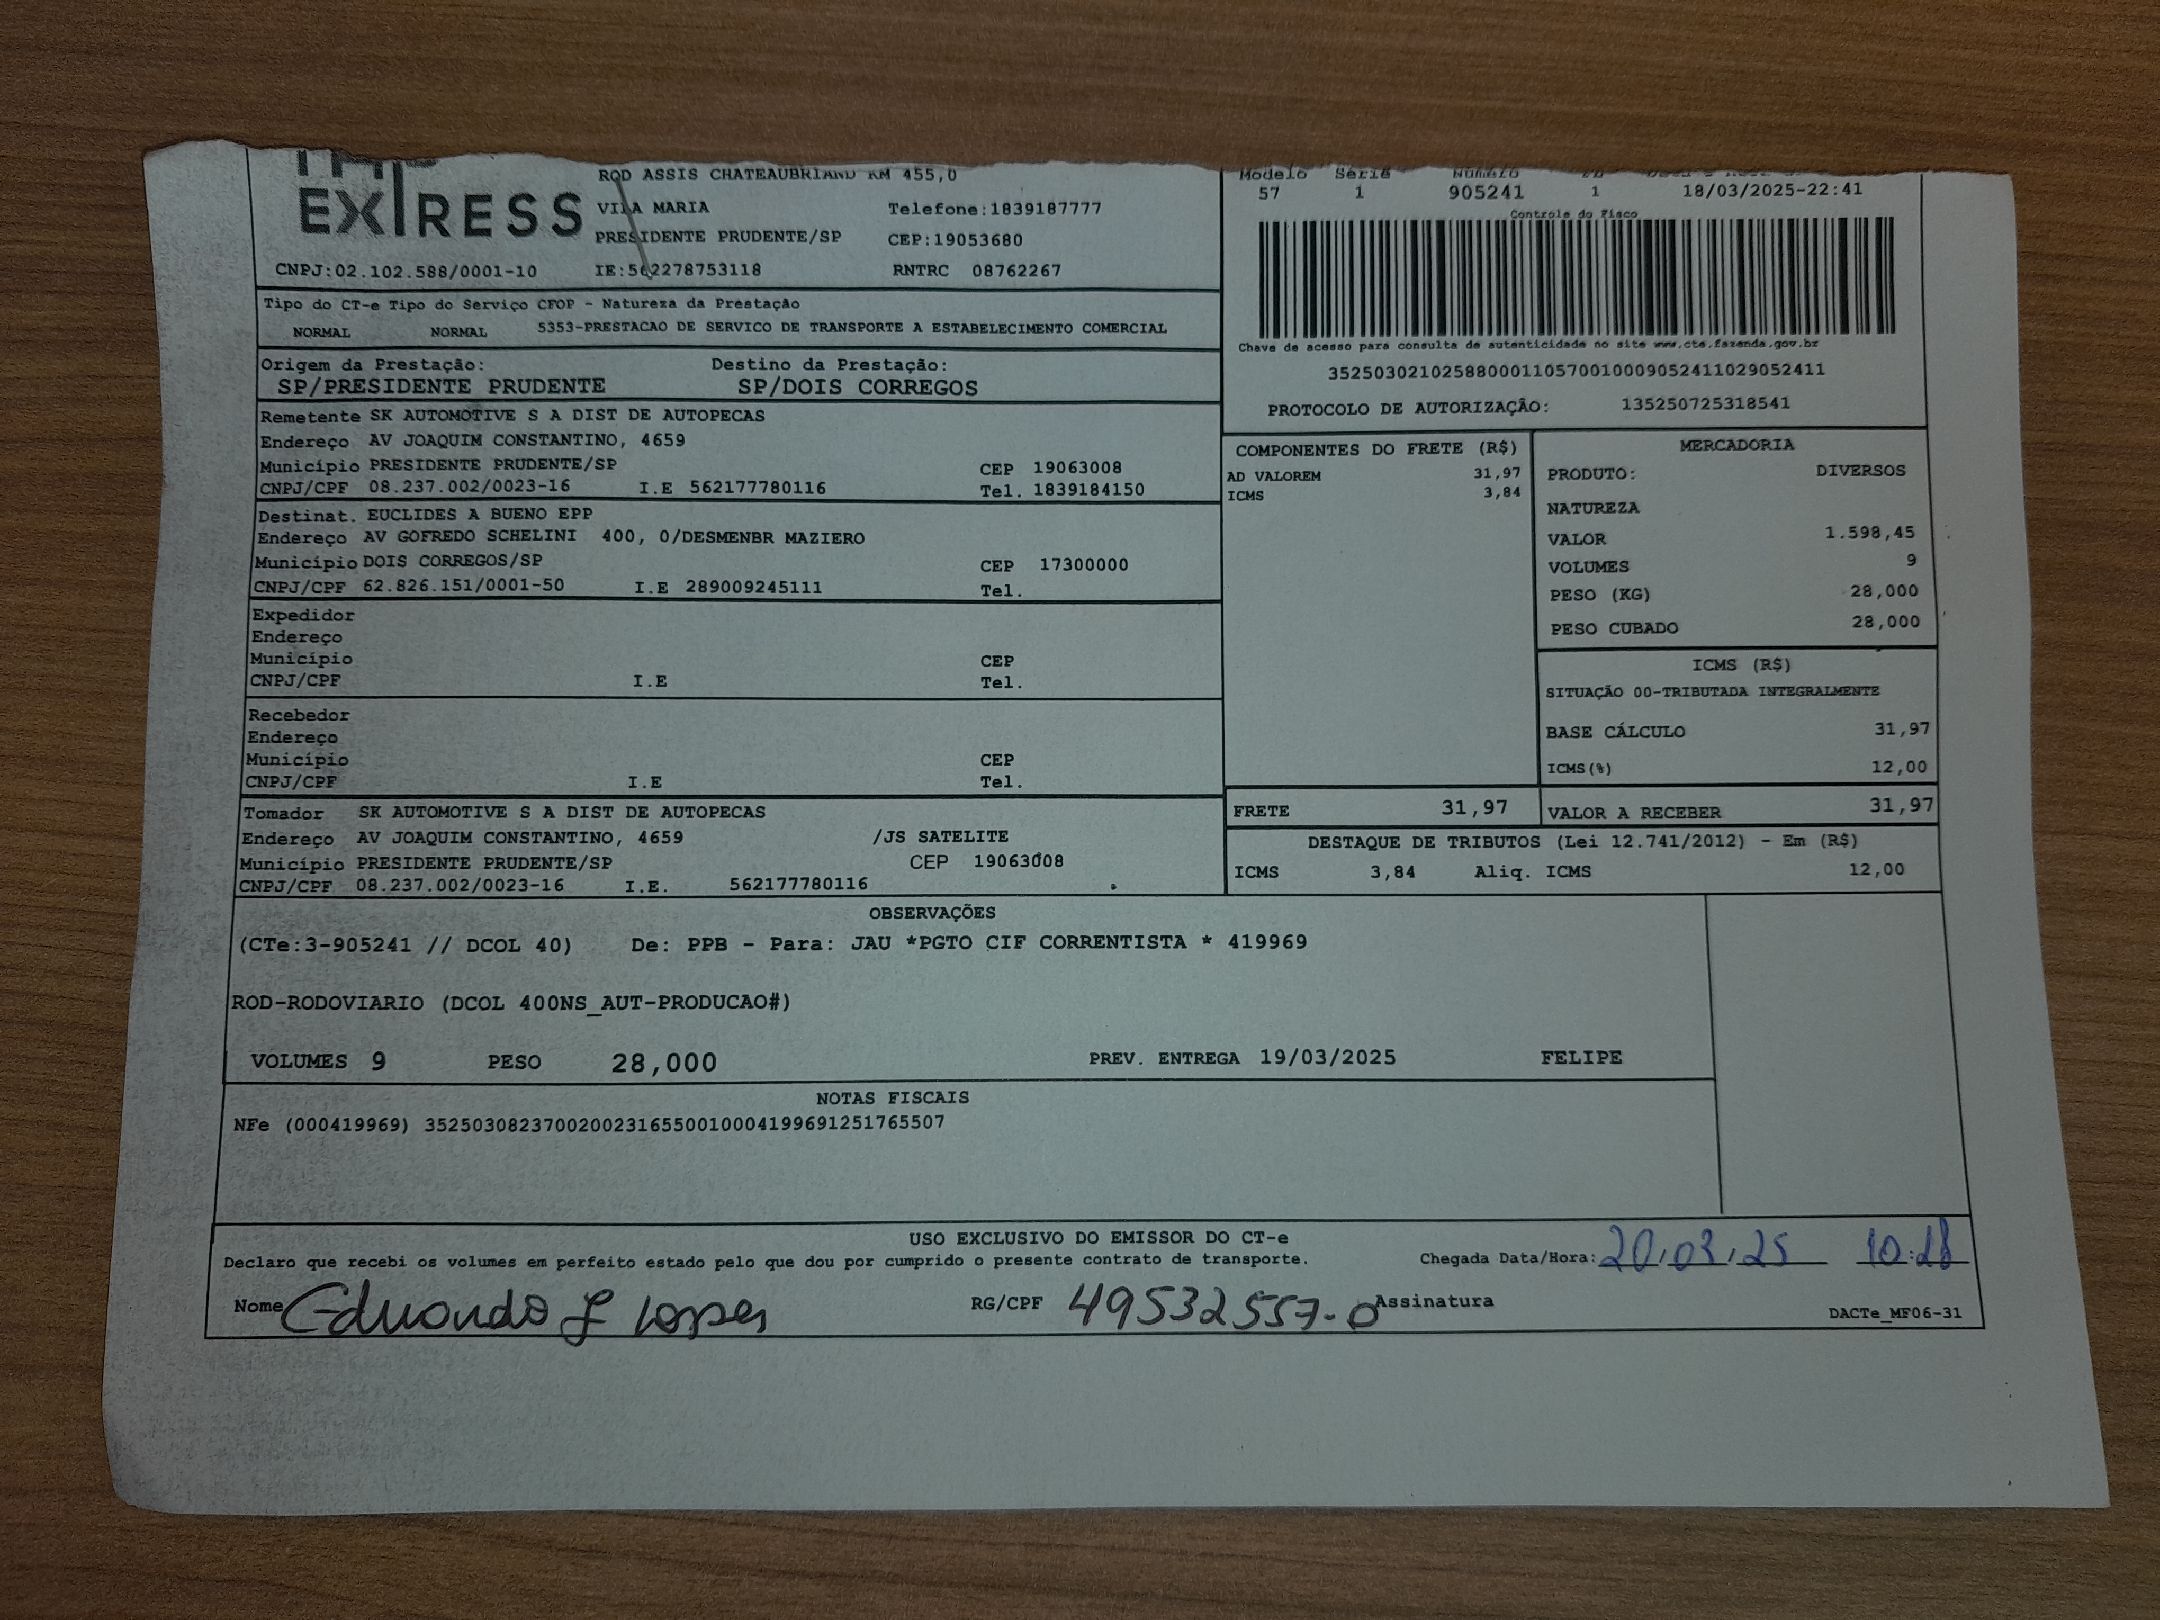 EXPRESS
ROD ASSIS CHATEAUBRIAND KM 455,0
VILA MARIA Telefone:1839187777
PRESIDENTE PRUDENTE/SP CEP:19053680
CNPJ:02.102.588/0001-10 IE:562278753118 RNTRC 08762267
Modelo Série Número
57 1 905241 1 18/03/2025-22:41
Controle do Fisco
Chave de acesso para consulta de autenticidade no site www.cte.fazenda.gov.br
35250302102588000110570010009052411029052411
PROTOCOLO DE AUTORIZAÇÃO: 135250725318541
Tipo do CT-e Tipo do Serviço CFOP - Natureza da Prestação
NORMAL NORMAL 5353-PRESTACAO DE SERVICO DE TRANSPORTE A ESTABELECIMENTO COMERCIAL
Origem da Prestação: Destino da Prestação:
SP/PRESIDENTE PRUDENTE SP/DOIS CORREGOS
Remetente SK AUTOMOTIVE S A DIST DE AUTOPECAS
Endereço AV JOAQUIM CONSTANTINO, 4659
Município PRESIDENTE PRUDENTE/SP CEP 19063008
CNPJ/CPF 08.237.002/0023-16 I.E 562177780116 Tel. 1839184150
Destinat. EUCLIDES A BUENO EPP
Endereço AV GOFREDO SCHELINI 400, 0/DESMENBR MAZIERO
Município DOIS CORREGOS/SP CEP 17300000
CNPJ/CPF 62.826.151/0001-50 I.E 289009245111 Tel.
Expedidor
Endereço
Município CEP
CNPJ/CPF I.E Tel.
Recebedor
Endereço
Município CEP
CNPJ/CPF I.E Tel.
Tomador SK AUTOMOTIVE S A DIST DE AUTOPECAS
Endereço AV JOAQUIM CONSTANTINO, 4659 /JS SATELITE
Município PRESIDENTE PRUDENTE/SP CEP 19063008
CNPJ/CPF 08.237.002/0023-16 I.E. 562177780116
COMPONENTES DO FRETE (R$)
AD VALOREM 31,97
ICMS 3,84
MERCADORIA
PRODUTO: DIVERSOS
NATUREZA
VALOR 1.598,45
VOLUMES 9
PESO (KG) 28,000
PESO CUBADO 28,000
ICMS (R$)
SITUAÇÃO 00-TRIBUTADA INTEGRALMENTE
BASE CÁLCULO 31,97
ICMS(%) 12,00
FRETE 31,97 VALOR A RECEBER 31,97
DESTAQUE DE TRIBUTOS (Lei 12.741/2012) - Em (R$)
ICMS 3,84 Aliq. ICMS 12,00
OBSERVAÇÕES
(CTe:3-905241 // DCOL 40) De: PPB - Para: JAU *PGTO CIF CORRENTISTA * 419969
ROD-RODOVIARIO (DCOL 400NS_AUT-PRODUCAO#)
VOLUMES 9 PESO 28,000 PREV. ENTREGA 19/03/2025 FELIPE
NOTAS FISCAIS
NFe (000419969) 35250308237002002316550010004199691251765507
USO EXCLUSIVO DO EMISSOR DO CT-e
Declaro que recebi os volumes em perfeito estado pelo que dou por cumprido o presente contrato de transporte. Chegada Data/Hora: 20/03/25 10:28
Nome Eduardo F Lopes RG/CPF 49532557-0 Assinatura DACTe_MF06-31